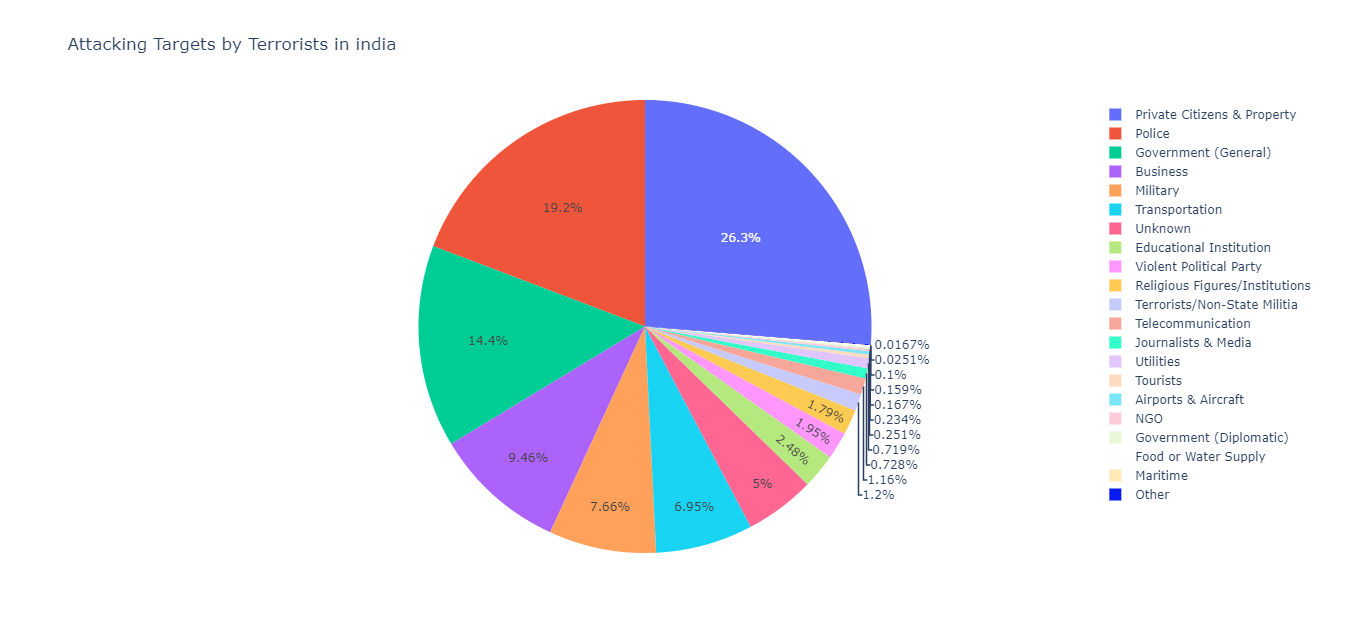 Attacking Targets by Terrorists in india
26.3%
19.2%
14.4%
9.46%
7.66%
6.95%
5%
2.48%
1.95%
1.79%
0.0167%
0.0251%
0.1%
0.159%
0.167%
0.234%
0.251%
0.719%
0.728%
1.16%
1.2%
Private Citizens & Property
Police
Government (General)
Business
Military
Transportation
Unknown
Educational Institution
Violent Political Party
Religious Figures/Institutions
Terrorists/Non-State Militia
Telecommunication
Journalists & Media
Utilities
Tourists
Airports & Aircraft
NGO
Government (Diplomatic)
Food or Water Supply
Maritime
Other